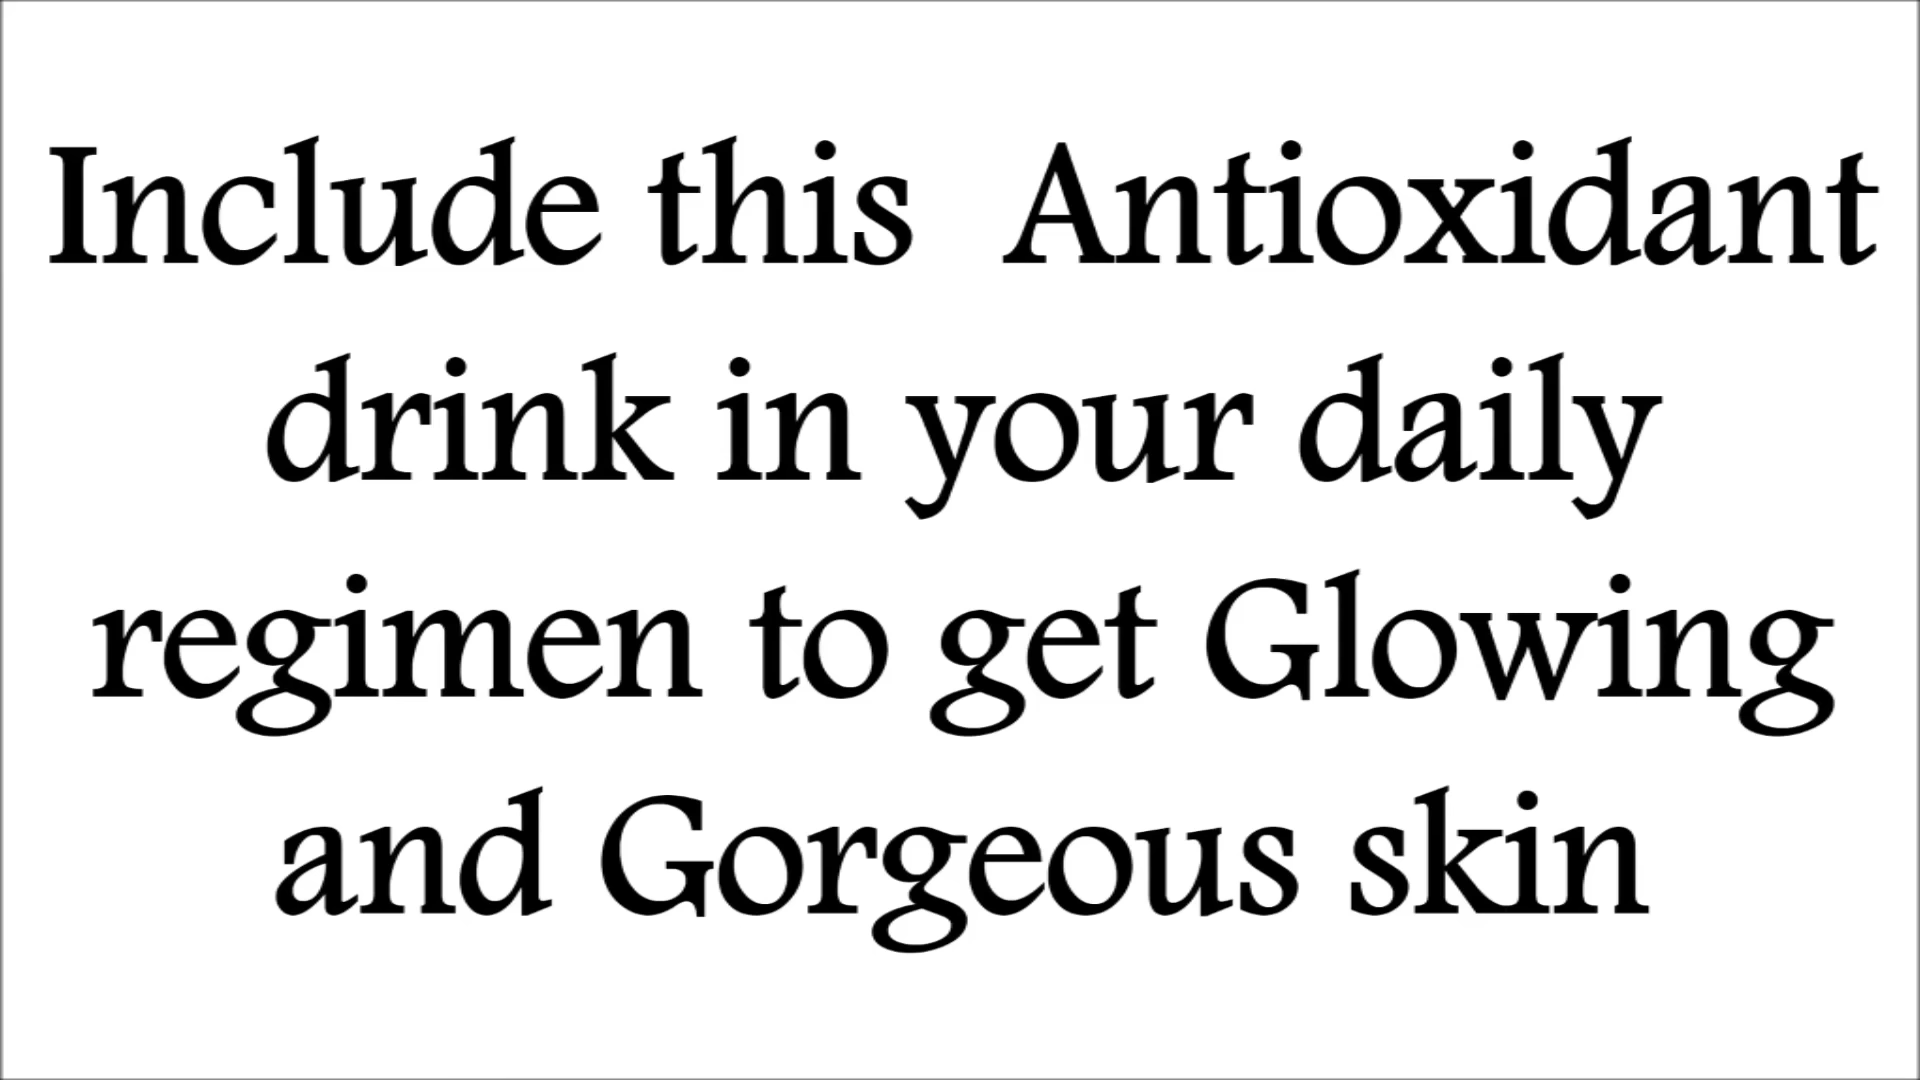 Include this  Antioxidant
drink in your daily
regimen to get Glowing
and Gorgeous skin